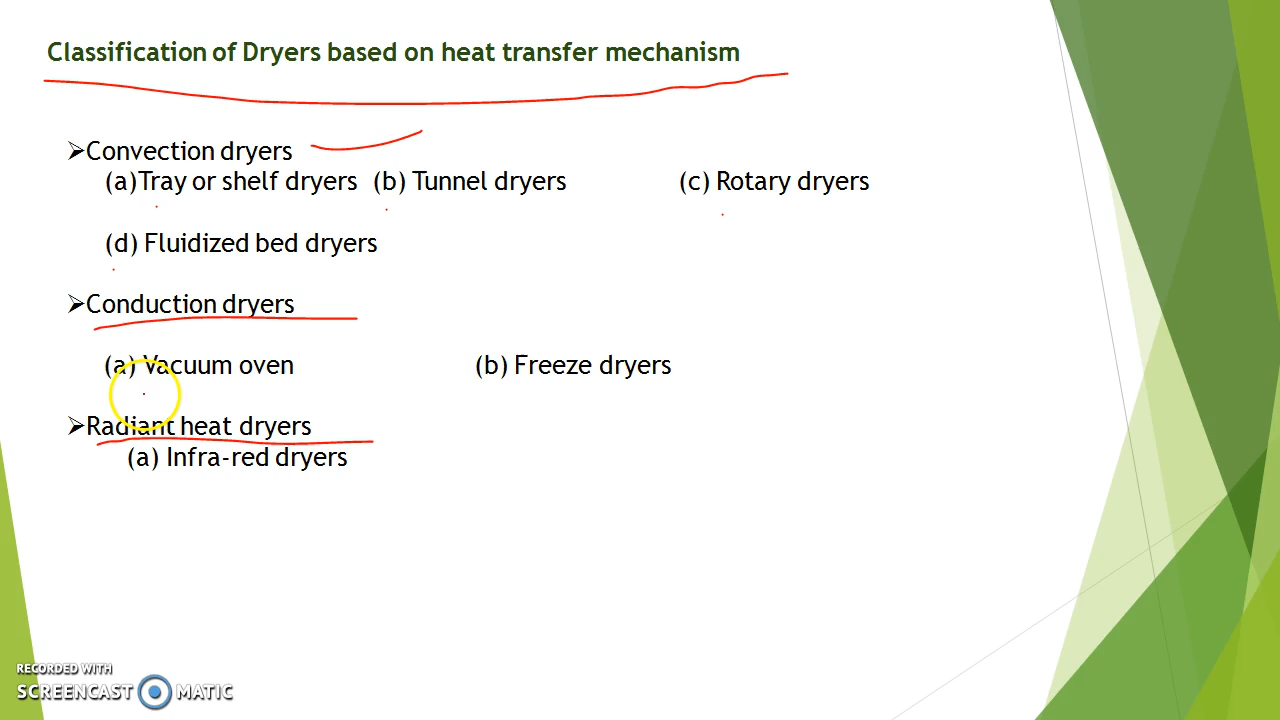 Classification of Dryers based on heat transfer mechanism
➢Convection dryers
(a)Tray or shelf dryers (b) Tunnel dryers (c) Rotary dryers
(d) Fluidized bed dryers
➢Conduction dryers
(a) Vacuum oven (b) Freeze dryers
➢Radiant heat dryers
(a) Infra-red dryers
RECORDED WITH
SCREENCAST MATIC